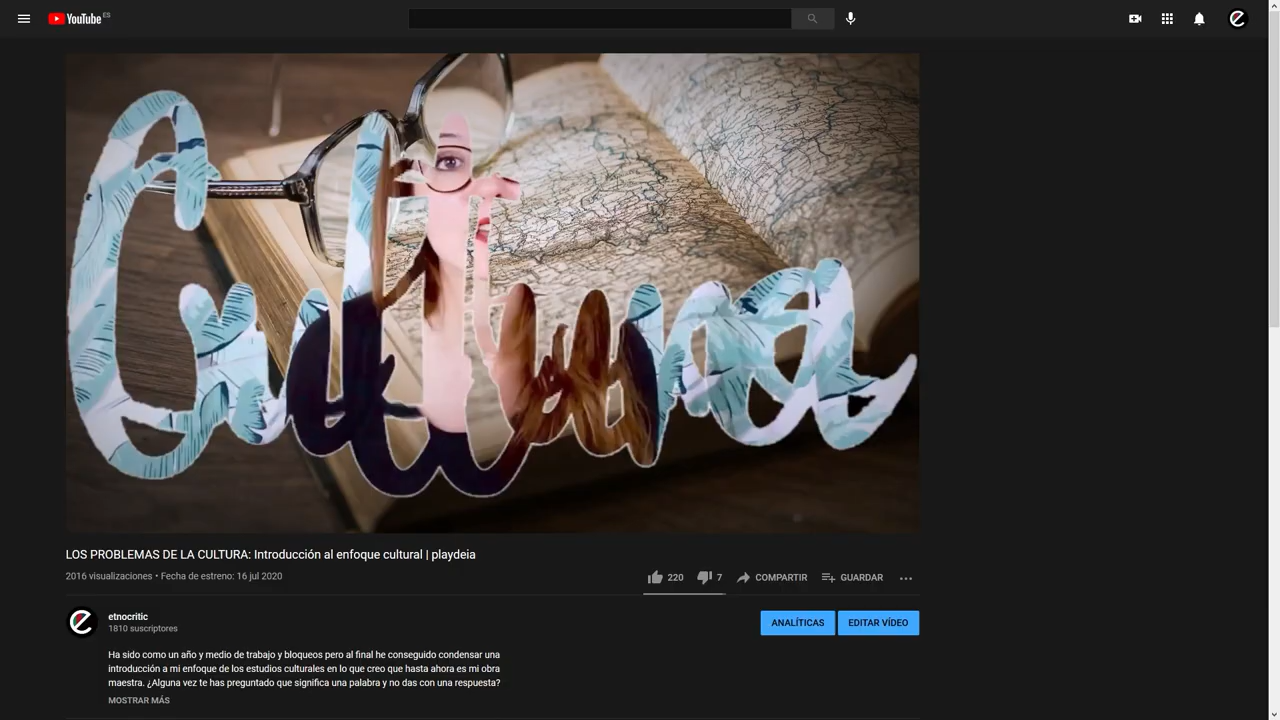 YouTube ES
Cultura
LOS PROBLEMAS DE LA CULTURA: Introducción al enfoque cultural | playdeia
2016 visualizaciones • Fecha de estreno: 16 jul 2020
220
7
COMPARTIR
GUARDAR
etnocritic
1810 suscriptores
ANALÍTICAS
EDITAR VÍDEO
Ha sido como un año y medio de trabajo y bloqueos pero al final he conseguido condensar una
introducción a mi enfoque de los estudios culturales en lo que creo que hasta ahora es mi obra
maestra. ¿Alguna vez te has preguntado que significa una palabra y no das con una respuesta?
MOSTRAR MÁS